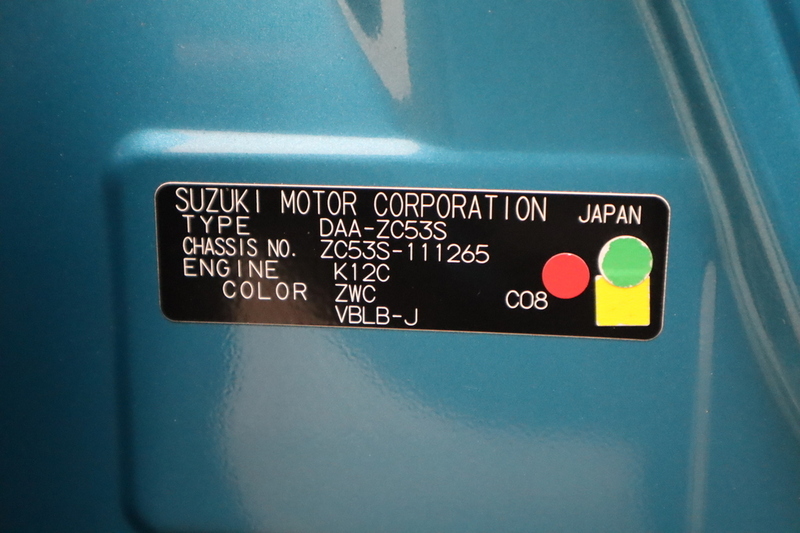 SUZUKI MOTOR CORPORATION JAPAN
TYPE DAA-ZC53S
CHASSIS NO. ZC53S-111265
ENGINE K12C
COLOR ZWC C08
VBLB-J